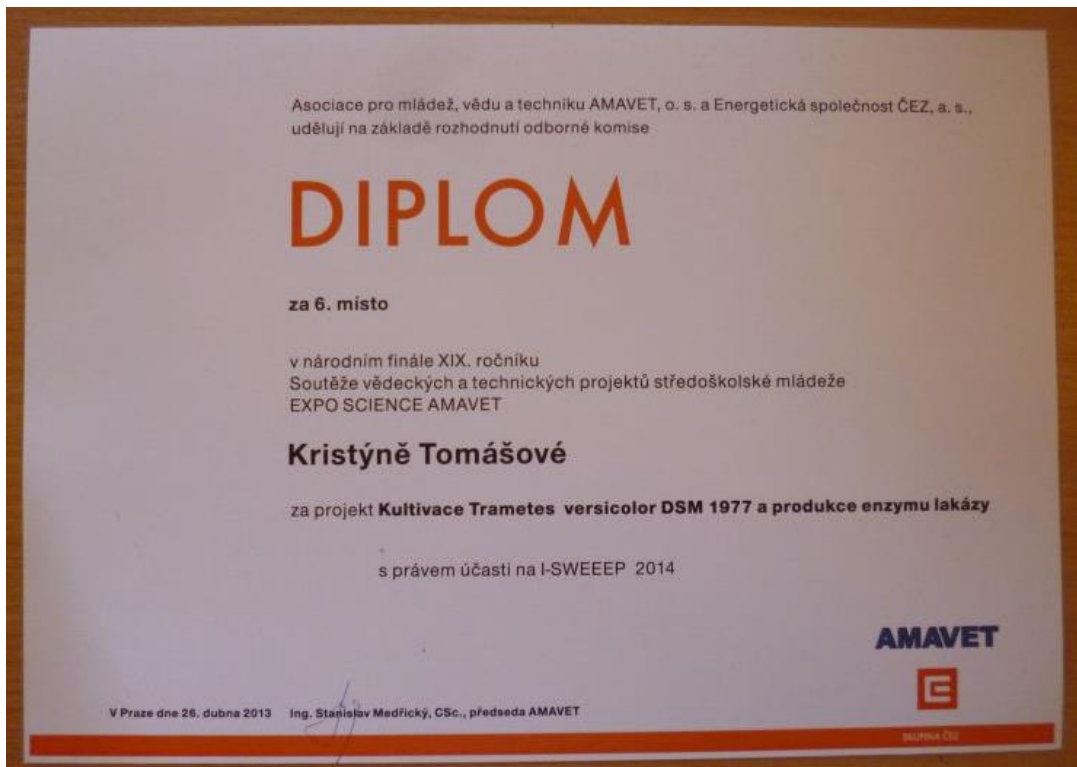 Asociace pro mládež, vědu a techniku AMAVET, o. s. a Energetická společnost ČEZ, a. s.,
udělují na základě rozhodnutí odborné komise
DIPLOM
za 6. místo
v národním finále XIX. ročníku
Soutěže vědeckých a technických projektů středoškolské mládeže
EXPO SCIENCE AMAVET
Kristýně Tomášové
za projekt Kultivace Trametes versicolor DSM 1977 a produkce enzymu lakázy
s právem účasti na I-SWEEEP 2014
AMAVET
V Praze dne 26. dubna 2013 Ing. Stanislav Medřický, CSc., předseda AMAVET
SKUPINA ČEZ